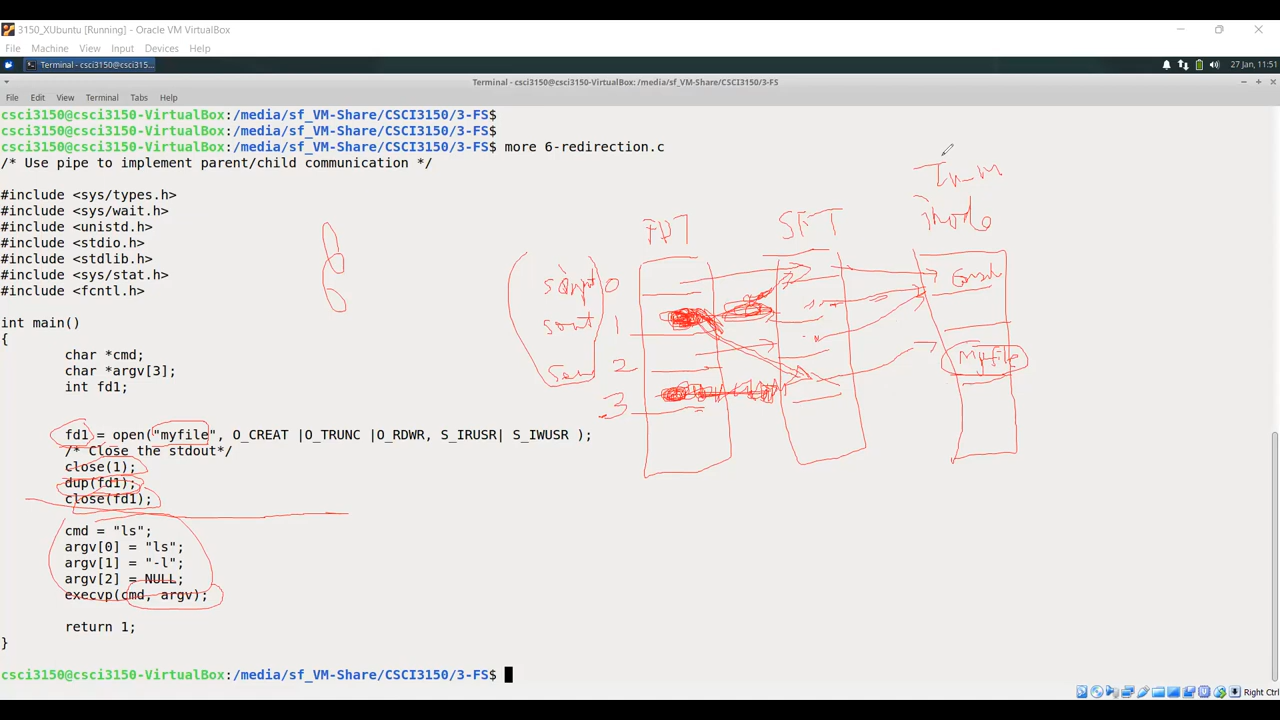 3150_XUbuntu [Running] - Oracle VM VirtualBox
File Machine View Input Devices Help
Terminal - csci3150@csci315...
27 Jan, 11:51
Terminal - csci3150@csci3150-VirtualBox: /media/sf_VM-Share/CSCI3150/3-FS
File Edit View Terminal Tabs Help
csci3150@csci3150-VirtualBox:/media/sf_VM-Share/CSCI3150/3-FS$
csci3150@csci3150-VirtualBox:/media/sf_VM-Share/CSCI3150/3-FS$
csci3150@csci3150-VirtualBox:/media/sf_VM-Share/CSCI3150/3-FS$ more 6-redirection.c
/* Use pipe to implement parent/child communication */
#include <sys/types.h>
#include <sys/wait.h>
#include <unistd.h>
#include <stdio.h>
#include <stdlib.h>
#include <sys/stat.h>
#include <fcntl.h>
int main()
{
char *cmd;
char *argv[3];
int fd1;
fd1 = open("myfile", O_CREAT |O_TRUNC |O_RDWR, S_IRUSR| S_IWUSR );
/* Close the stdout*/
close(1);
dup(fd1);
close(fd1);
cmd = "ls";
argv[0] = "ls";
argv[1] = "-l";
argv[2] = NULL;
execvp(cmd, argv);
return 1;
}
csci3150@csci3150-VirtualBox:/media/sf_VM-Share/CSCI3150/3-FS$
In-m
inode
FDT
SFT
0
sout 1
2
3
Myfile
Right Ctrl